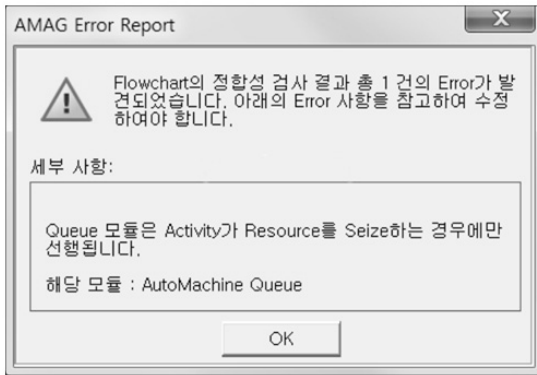 AMAG Error Report
X
Flowchart의 정합성 검사 결과 총 1 건의 Error가 발
견되었습니다. 아래의 Error 사항을 참고하여 수정
하여야 합니다.
세부 사항:
Queue 모듈은 Activity가 Resource를 Seize하는 경우에만
선행됩니다.
해당 모듈 : AutoMachine Queue
OK